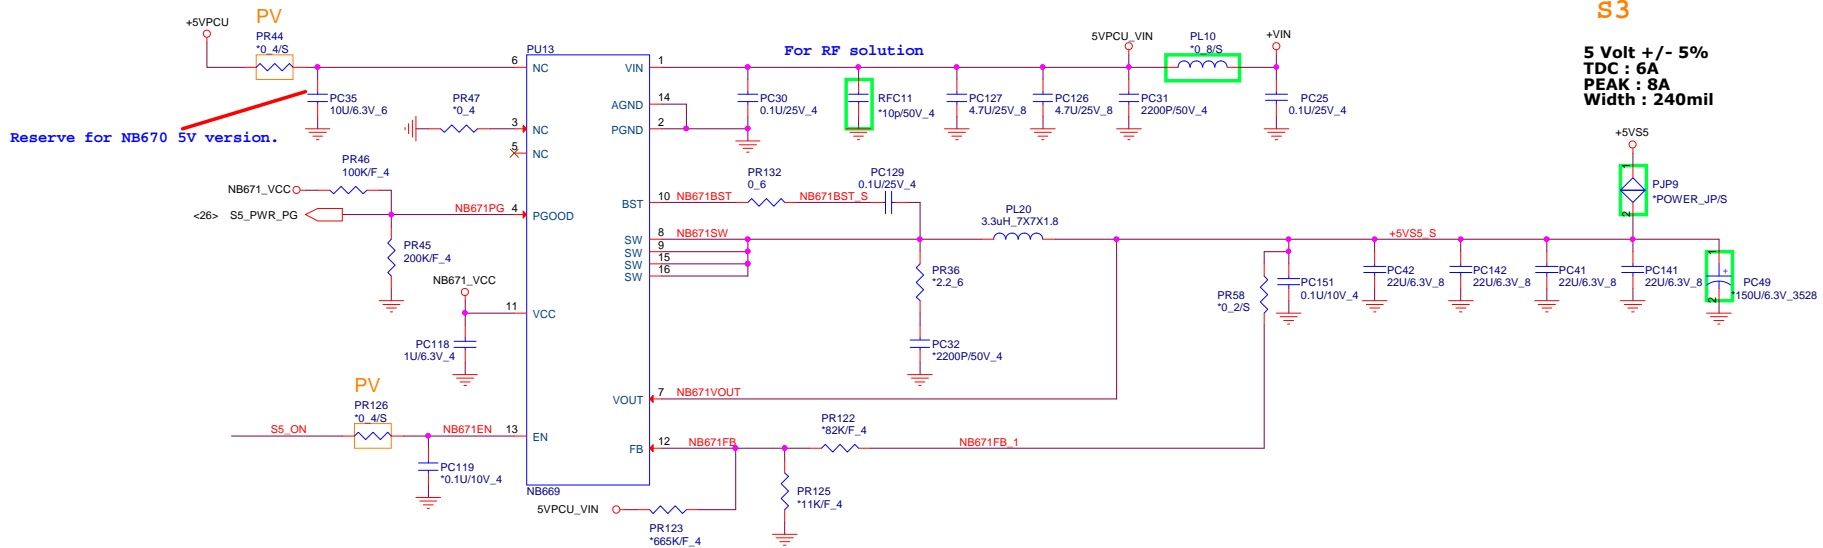 S3
5 Volt +/- 5%
TDC : 6A
PEAK : 8A
Width : 240mil
+5VPCU
PV
PR44
*0_4/S
PC35
10U/6.3V_6
Reserve for NB670 5V version.
PR47
*0_4
PR46
100K/F_4
NB671_VCC
<26> S5_PWR_PG
NB671PG
PR45
200K/F_4
NB671_VCC
PC118
1U/6.3V_4
PV
PR126
*0_4/S
S5_ON
NB671EN
PC119
*0.1U/10V_4
PU13
6 NC
3 NC
5 NC
4 PGOOD
11 VCC
13 EN
VIN 1
AGND 14
PGND 2
BST 10
SW 8
SW 9
SW 15
SW 16
VOUT 7
FB 12
NB669
For RF solution
5VPCU_VIN
PL10
*0_8/S
+VIN
PC30
0.1U/25V_4
RFC11
*10p/50V_4
PC127
4.7U/25V_8
PC126
4.7U/25V_8
PC31
2200P/50V_4
PC25
0.1U/25V_4
NB671BST
PR132
0_6
NB671BST_S
PC129
0.1U/25V_4
NB671SW
PL20
3.3uH_7X7X1.8
PR36
*2.2_6
PC32
*2200P/50V_4
NB671VOUT
+5VS5_S
+5VS5
1
PJP9
*POWER_JP/S
2
PR58
*0_2/S
PC151
0.1U/10V_4
PC42
22U/6.3V_8
PC142
22U/6.3V_8
PC41
22U/6.3V_8
PC141
22U/6.3V_8
1
+
2
PC49
*150U/6.3V_3528
NB671FB
PR122
*82K/F_4
NB671FB_1
PR125
*11K/F_4
5VPCU_VIN
PR123
*665K/F_4